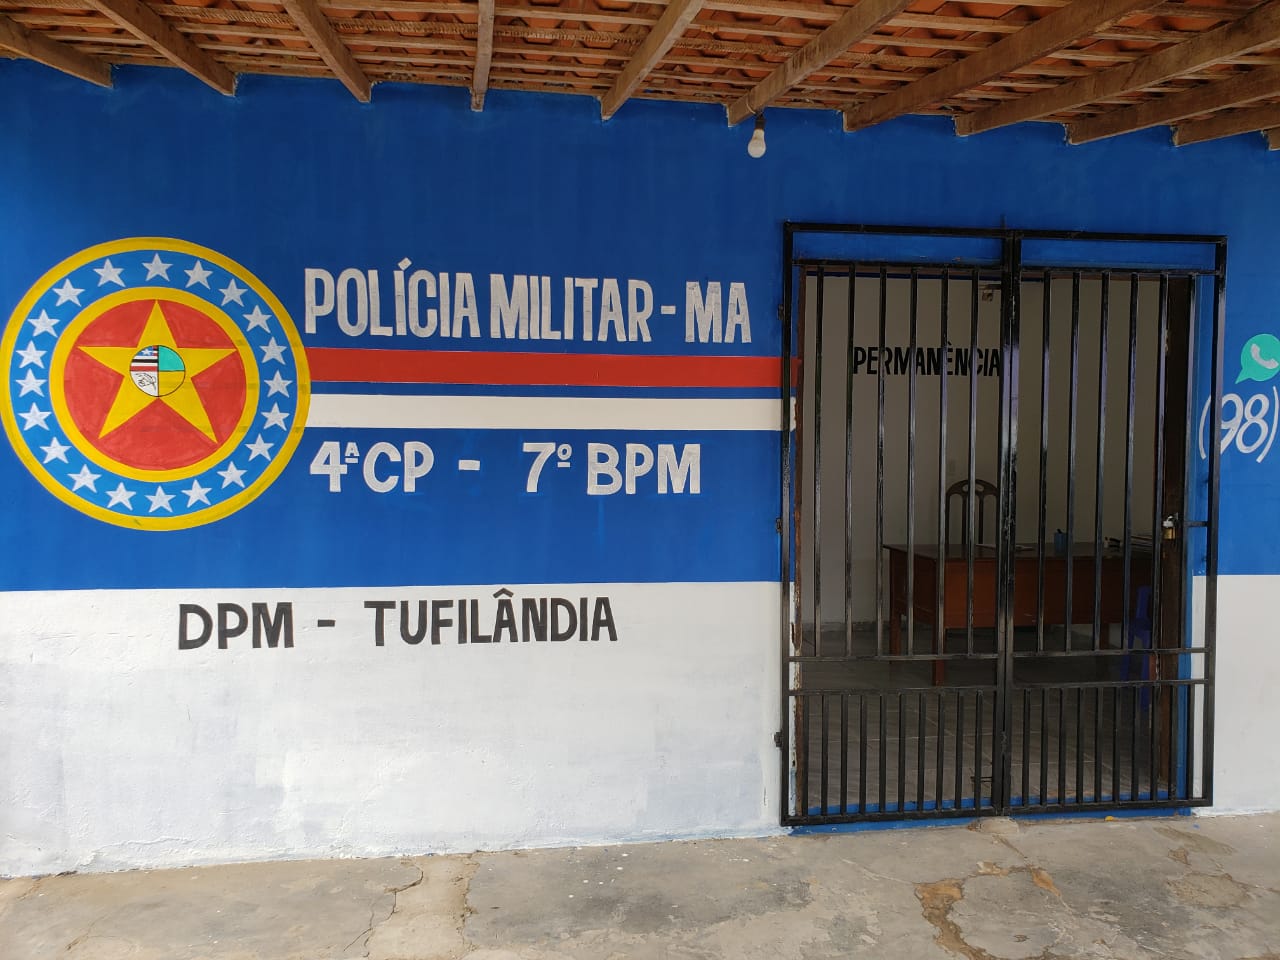 POLÍCIA MILITAR - MA
4ª CP - 7º BPM
DPM - TUFILÂNDIA
PERMANÊNCIA
(98)